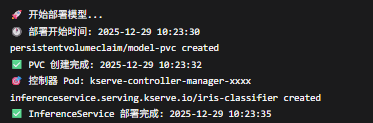 🚀 开始部署模型...
🕐 部署开始时间: 2025-12-29 10:23:30
persistentvolumeclaim/model-pvc created
✅ PVC 创建完成: 2025-12-29 10:23:32
🎯 控制器 Pod: kserve-controller-manager-xxxx
inferenceservice.serving.kserve.io/iris-classifier created
✅ InferenceService 部署完成: 2025-12-29 10:23:35